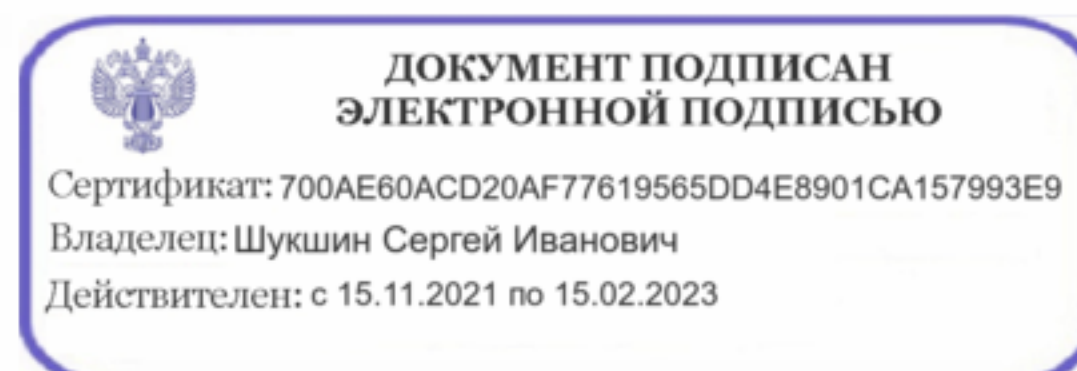 ДОКУМЕНТ ПОДПИСАН
ЭЛЕКТРОННОЙ ПОДПИСЬЮ
Сертификат: 700AE60ACD20AF77619565DD4E8901CA157993E9
Владелец: Шукшин Сергей Иванович
Действителен: с 15.11.2021 по 15.02.2023